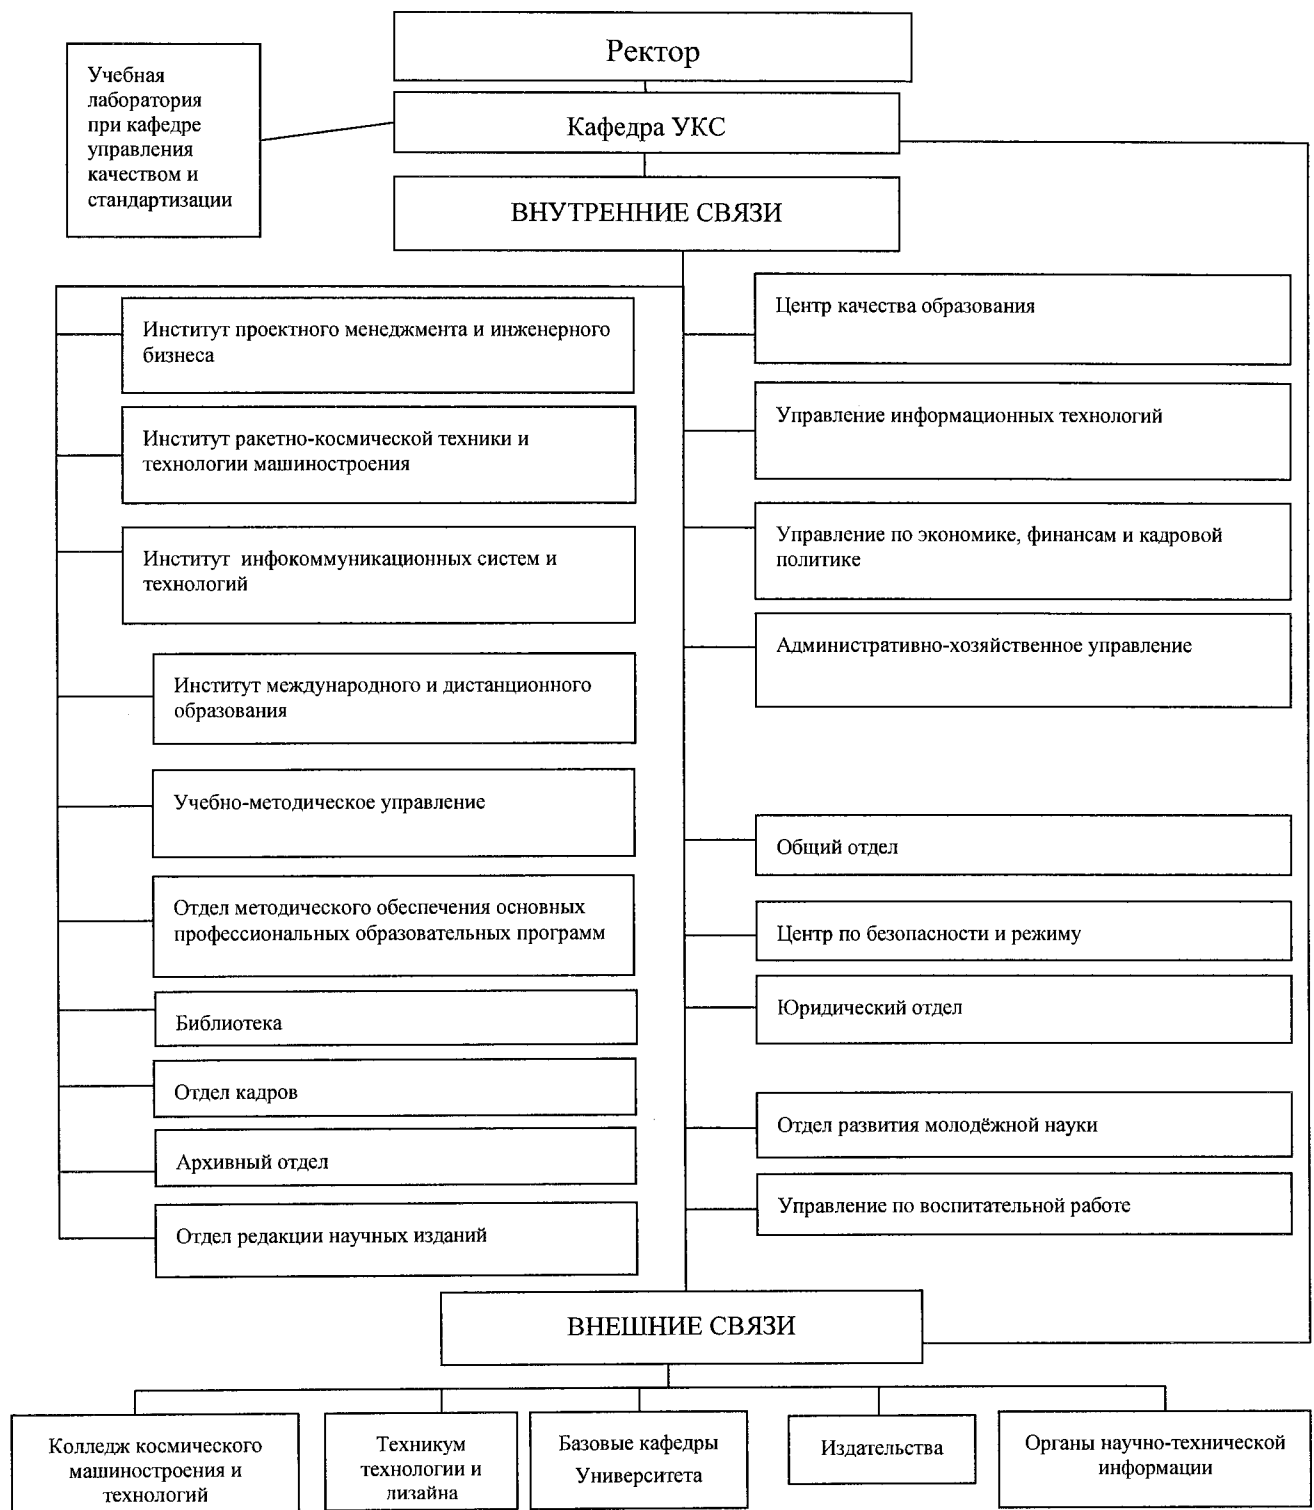 Ректор
Учебная
лаборатория
при кафедре
управления
качеством и
стандартизации
Кафедра УКС
ВНУТРЕННИЕ СВЯЗИ
Институт проектного менеджмента и инженерного
бизнеса
Институт ракетно-космической техники и
технологии машиностроения
Институт инфокоммуникационных систем и
технологий
Институт международного и дистанционного
образования
Учебно-методическое управление
Отдел методического обеспечения основных
профессиональных образовательных программ
Библиотека
Отдел кадров
Архивный отдел
Отдел редакции научных изданий
Центр качества образования
Управление информационных технологий
Управление по экономике, финансам и кадровой
политике
Административно-хозяйственное управление
Общий отдел
Центр по безопасности и режиму
Юридический отдел
Отдел развития молодёжной науки
Управление по воспитательной работе
ВНЕШНИЕ СВЯЗИ
Колледж космического
машиностроения и
технологий
Техникум
технологии и
дизайна
Базовые кафедры
Университета
Издательства
Органы научно-технической
информации